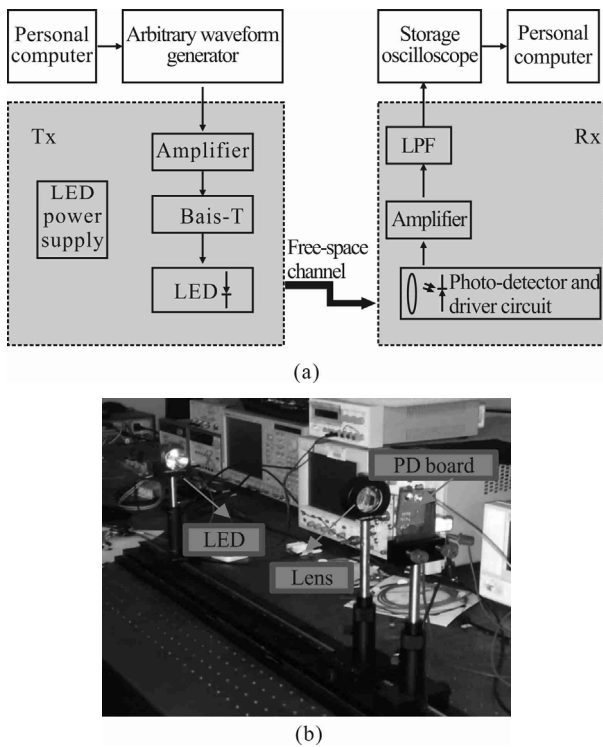 Personal
computer
Arbitrary waveform
generator
Storage
oscilloscope
Personal
computer
Tx
Amplifier
LED
power
supply
Bais-T
LED
Free-space
channel
Rx
LPF
Amplifier
Photo-detector and
driver circuit
(a)
PD board
LED
Lens
(b)